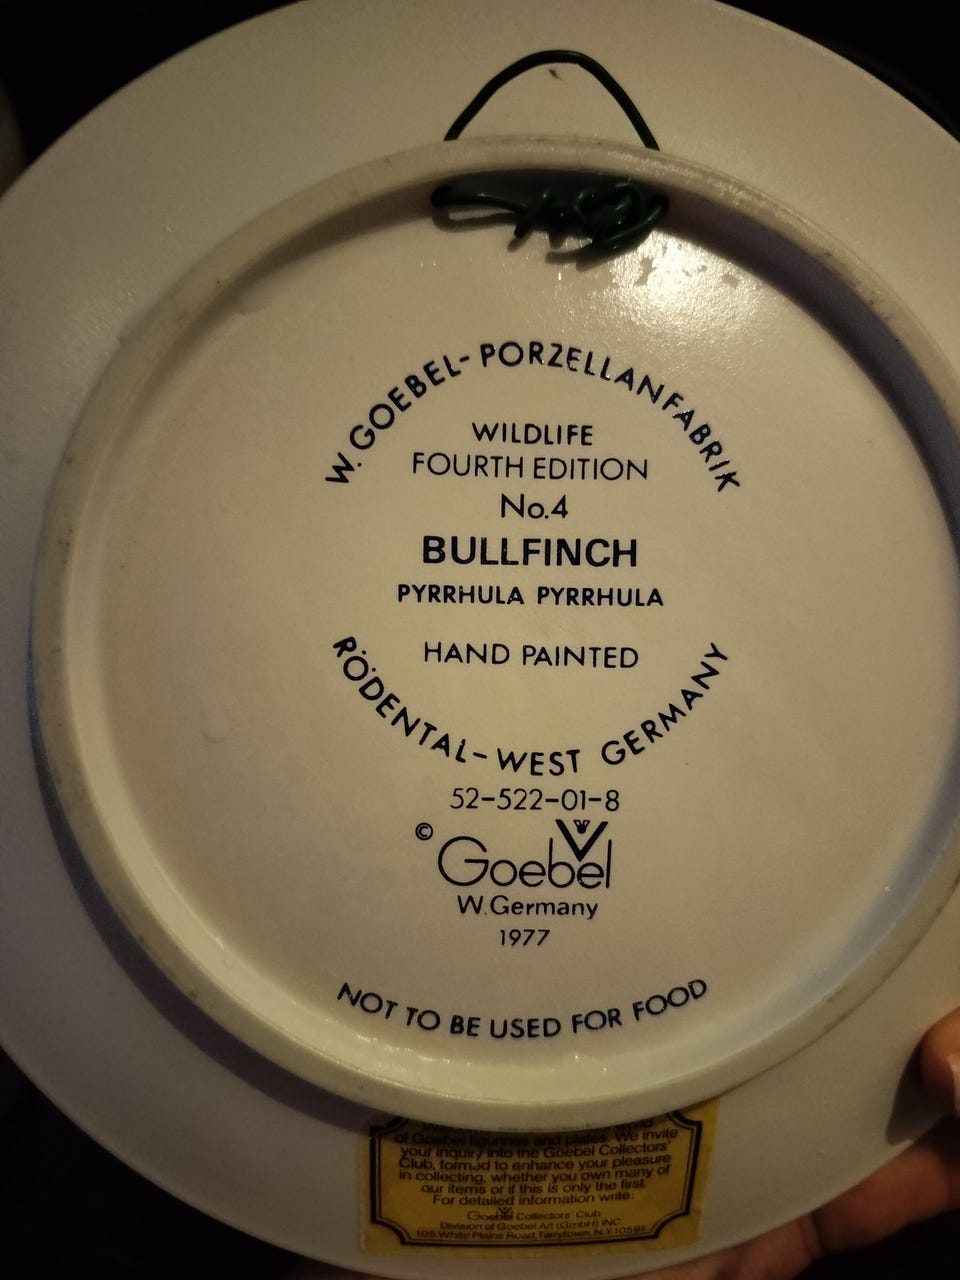 W. GOEBEL-PORZELLANFABRIK
WILDLIFE
FOURTH EDITION
No.4
BULLFINCH
PYRRHULA PYRRHULA
HAND PAINTED
RÖDENTAL-WEST GERMANY
52-522-01-8
© Goebel
W.Germany
1977
NOT TO BE USED FOR FOOD
world
of Goebel figurines and plates. We invite
your inquiry into the Goebel Collectors'
Club, formed to enhance your pleasure
in collecting, whether you own many of
our items or if this is only the first.
For detailed information write:
Goebel Collectors' Club
Division of Goebel Art (GmbH) INC
105 White Plains Road, Tarrytown, N.Y. 10591